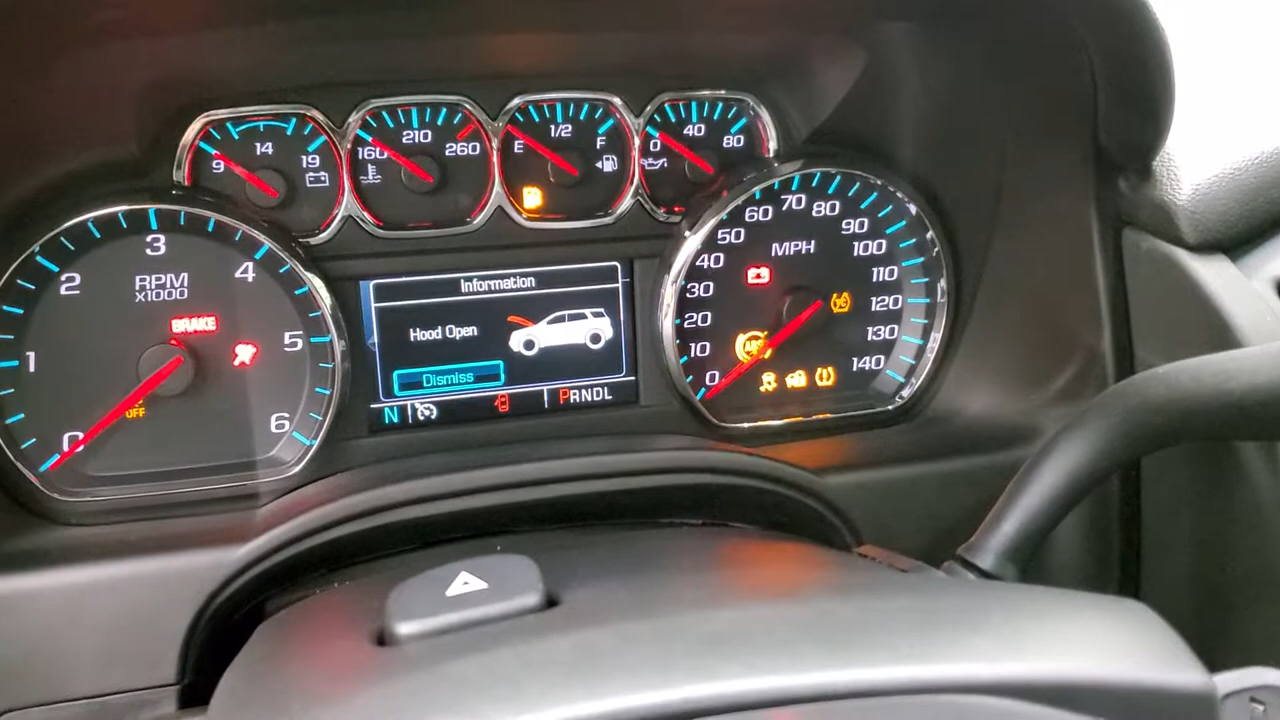 9 14 19
160 210 260
E 1/2 F
0 40 80
0 1 2 3 4 5 6
RPM
X1000
BRAKE
OFF
Information
Hood Open
Dismiss
N PRNDL
0 10 20 30 40 50 60 70 80 90 100 110 120 130 140
MPH
ABS